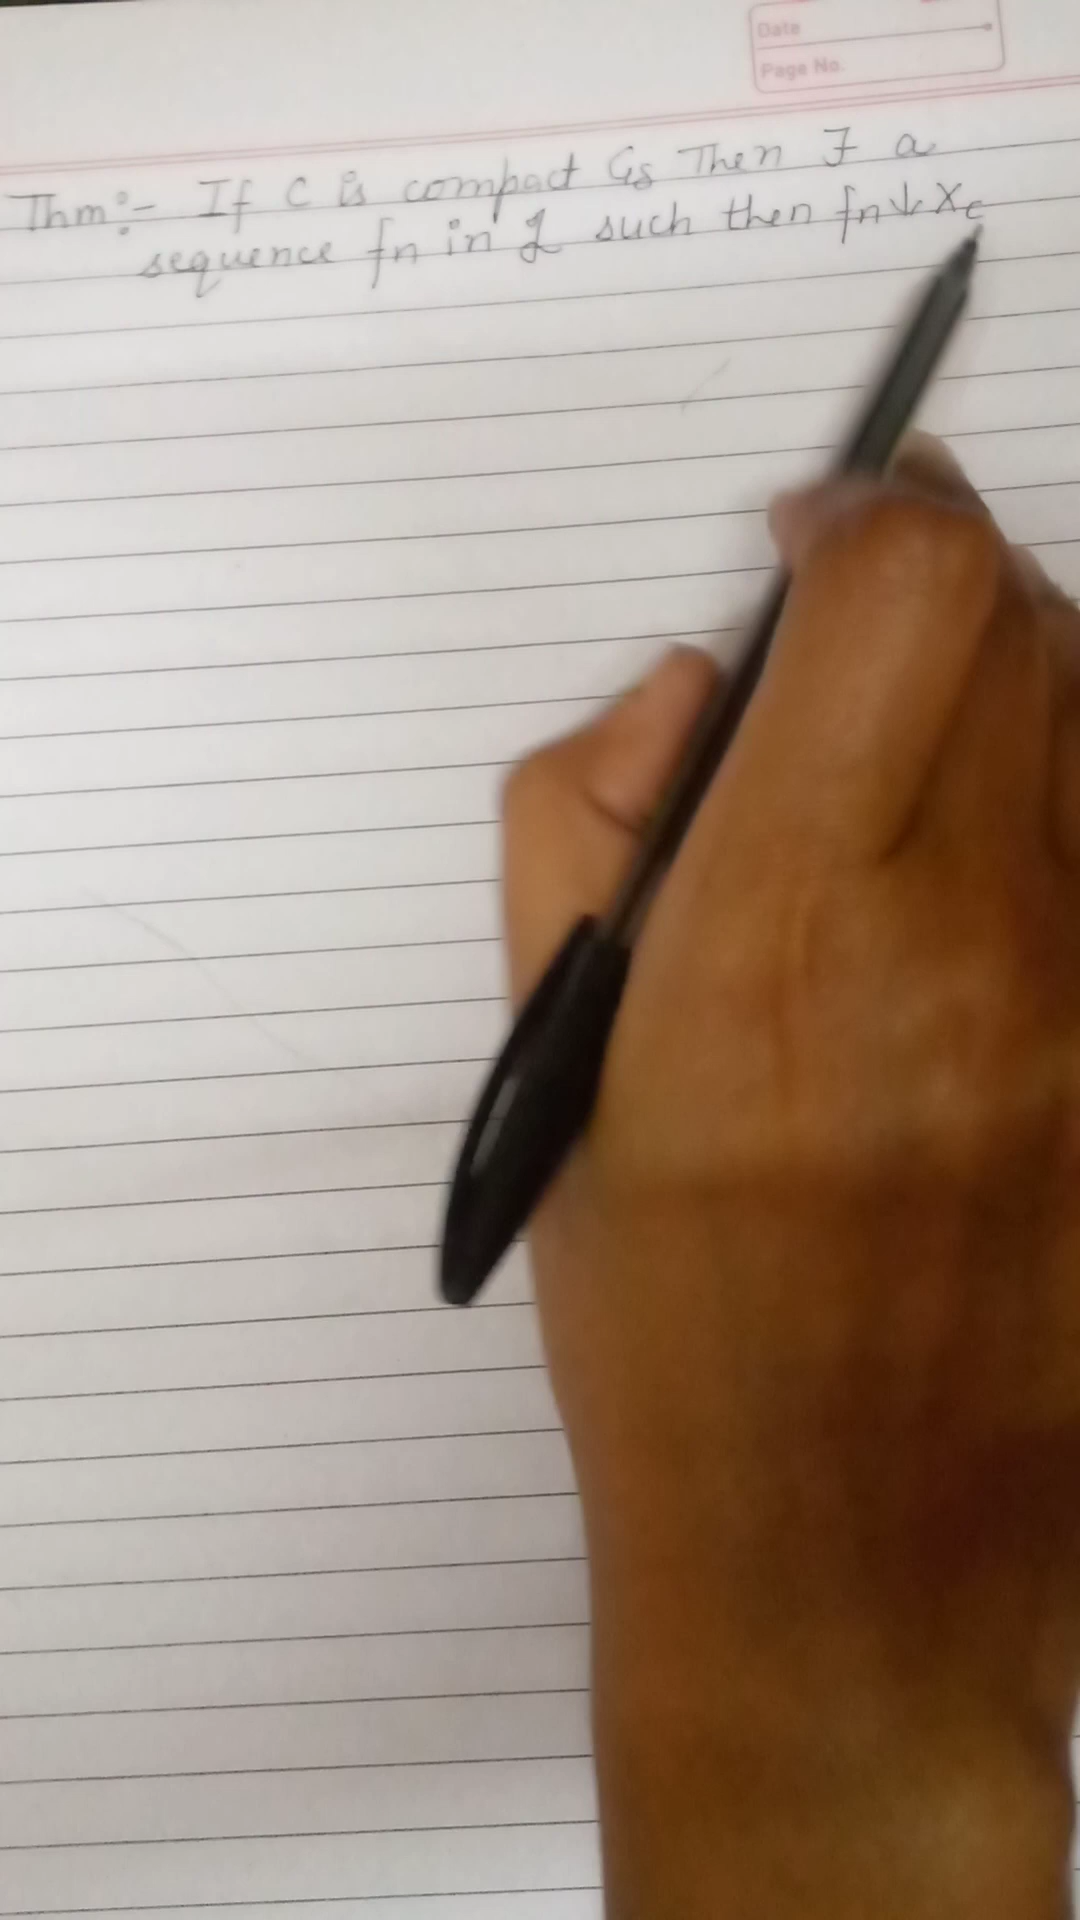 Date
Page No.
Thm:- If C is compact Gδ Then ∃ a
sequence fn in ℒ such then fn↓χc